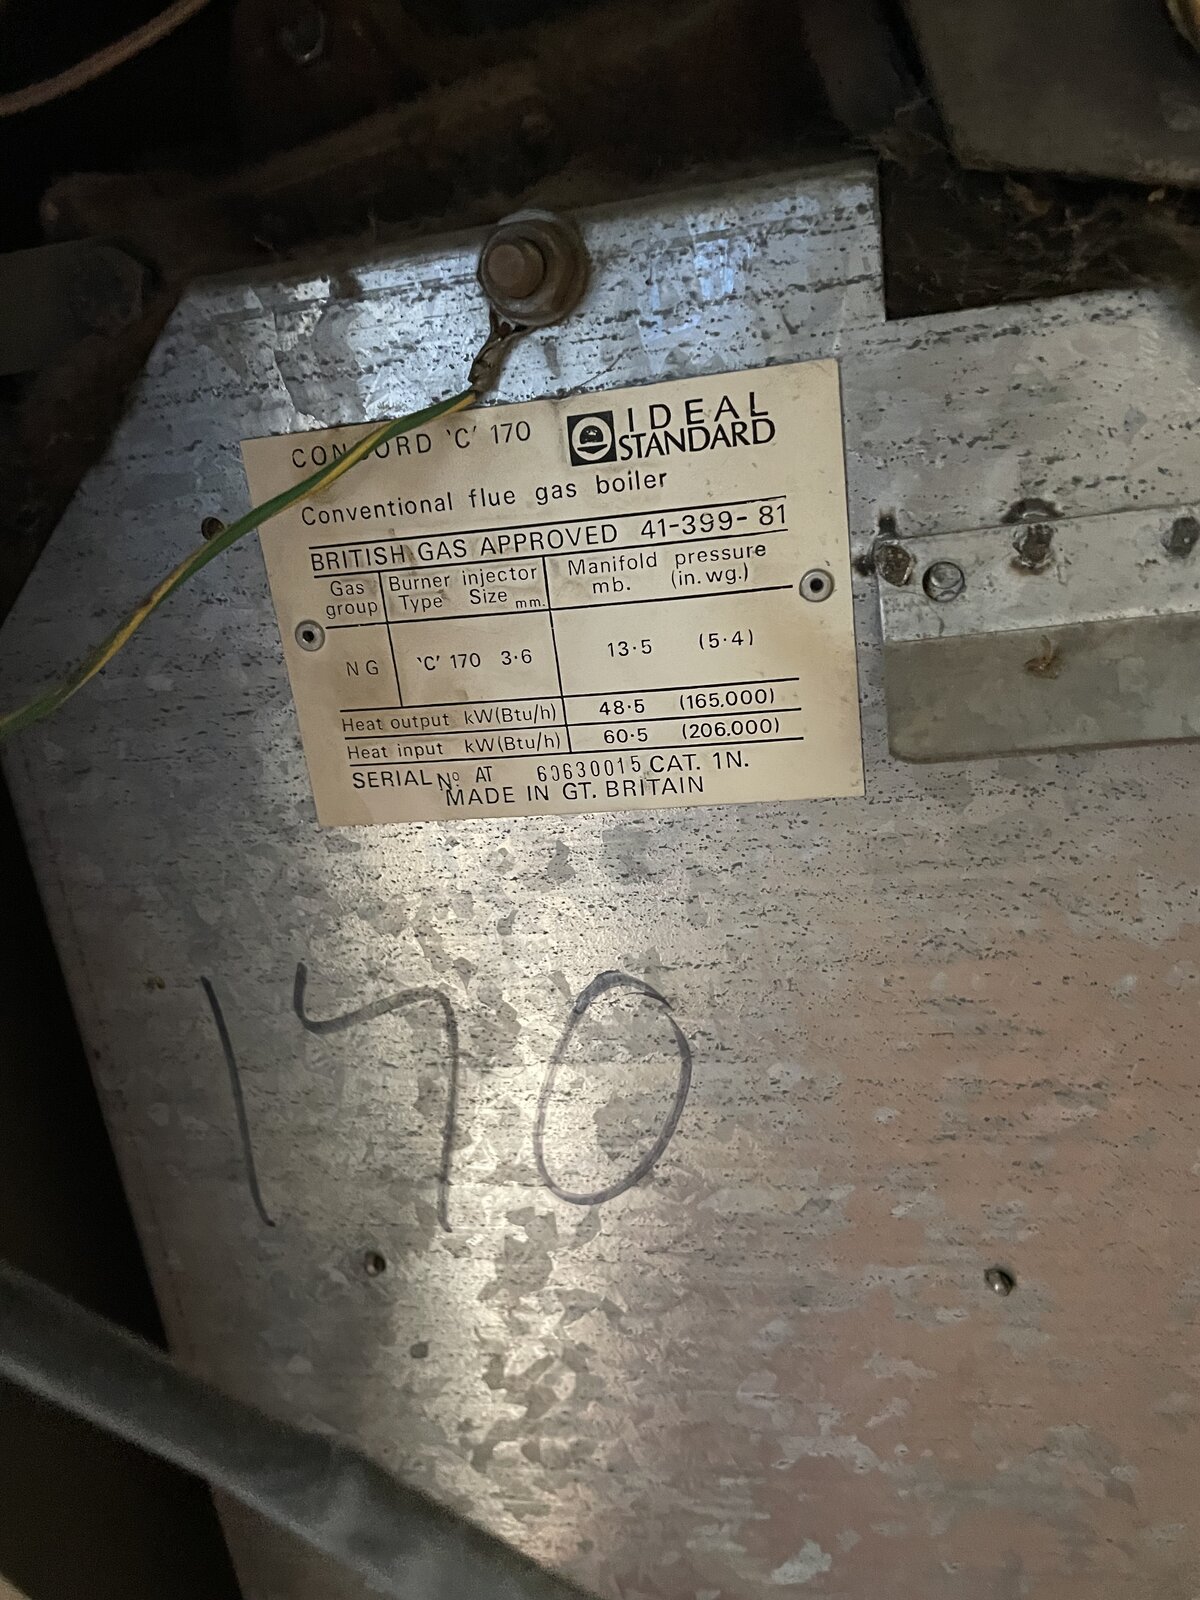 CONCORD 'C' 170
IDEAL
STANDARD
Conventional flue gas boiler
BRITISH GAS APPROVED 41-399-81
Gas group Burner injector Type Size mm. Manifold pressure mb. (in. wg.)
NG 'C' 170 3·6 13·5 (5·4)
Heat output kW(Btu/h) 48·5 (165,000)
Heat input kW(Btu/h) 60·5 (206,000)
SERIAL Nº AT 60630015 CAT. 1N.
MADE IN GT. BRITAIN
170